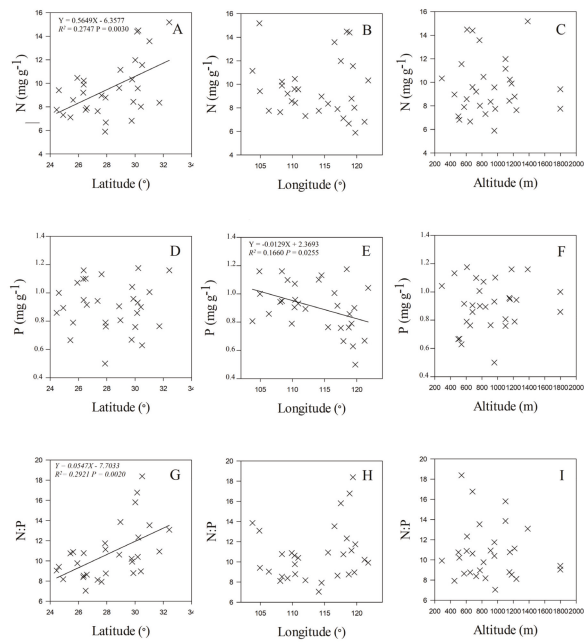 Y = 0.5649X - 6.3577
R² = 0.2747 P = 0.0030
A
N (mg g⁻¹)
16
14
12
10
8
6
4
24 26 28 30 32 34
Latitude (°)
B
N (mg g⁻¹)
16
14
12
10
8
6
4
100 105 110 115 120 125
Longitude (°)
C
N (mg g⁻¹)
16
14
12
10
8
6
4
200 400 600 800 1000 1200 1400 1600 1800 2000
Altitude (m)
D
P (mg g⁻¹)
1.4
1.2
1.0
0.8
0.6
0.4
24 26 28 30 32 34
Latitude (°)
Y = -0.0129X + 2.3693
R² = 0.1660 P = 0.0255
E
P (mg g⁻¹)
1.4
1.2
1.0
0.8
0.6
0.4
100 105 110 115 120
Longitude (°)
F
P (mg g⁻¹)
1.4
1.2
1.0
0.8
0.6
0.4
200 400 600 800 1000 1200 1400 1600 1800 2000
Altitude (m)
Y = 0.0547X - 7.7033
R² = 0.2921 P = 0.0020
G
N:P
20
18
16
14
12
10
8
6
24 26 28 30 32 34
Latitude (°)
H
N:P
20
18
16
14
12
10
8
6
100 105 110 115 120
Longitude (°)
I
N:P
20
18
16
14
12
10
8
6
200 400 600 800 1000 1200 1400 1600 1800 2000
Altitude (m)